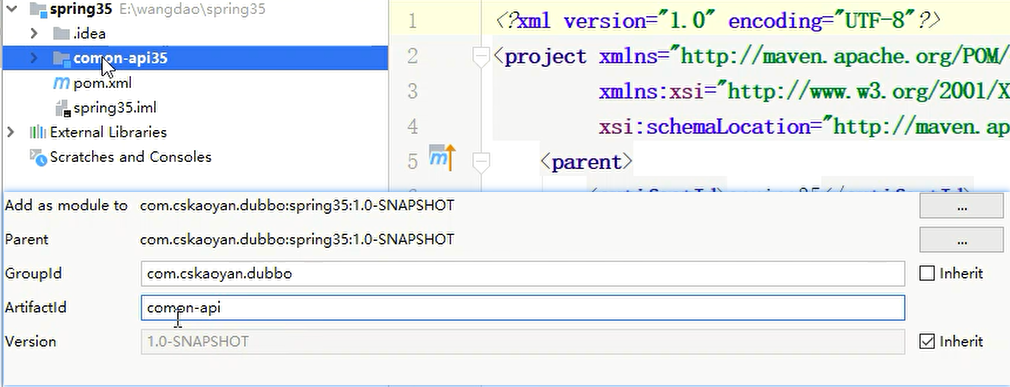 spring35 E:\wangdao\spring35
.idea
comon-api35
pom.xml
spring35.iml
External Libraries
Scratches and Consoles
1 <?xml version="1.0" encoding="UTF-8"?>
2 <project xmlns="http://maven.apache.org/POM/
3 xmlns:xsi="http://www.w3.org/2001/X
4 xsi:schemaLocation="http://maven.ap
5 <parent>
Add as module to com.cskaoyan.dubbo:spring35:1.0-SNAPSHOT ...
Parent com.cskaoyan.dubbo:spring35:1.0-SNAPSHOT ...
GroupId com.cskaoyan.dubbo Inherit
ArtifactId comon-api
Version 1.0-SNAPSHOT Inherit